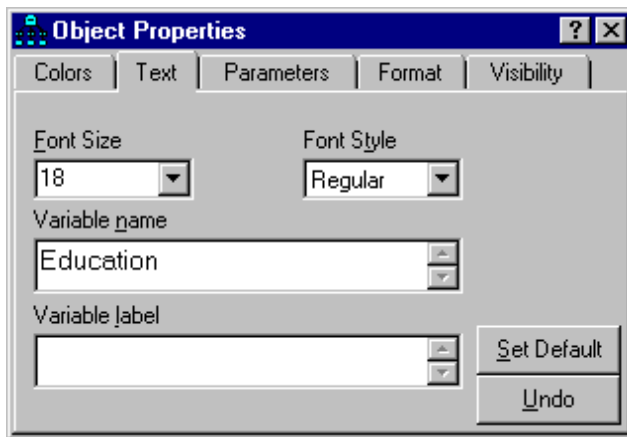 Object Properties ?
Colors Text Parameters Format Visibility
Font Size Font Style
18 Regular
Variable name
Education
Variable label
Set Default
Undo